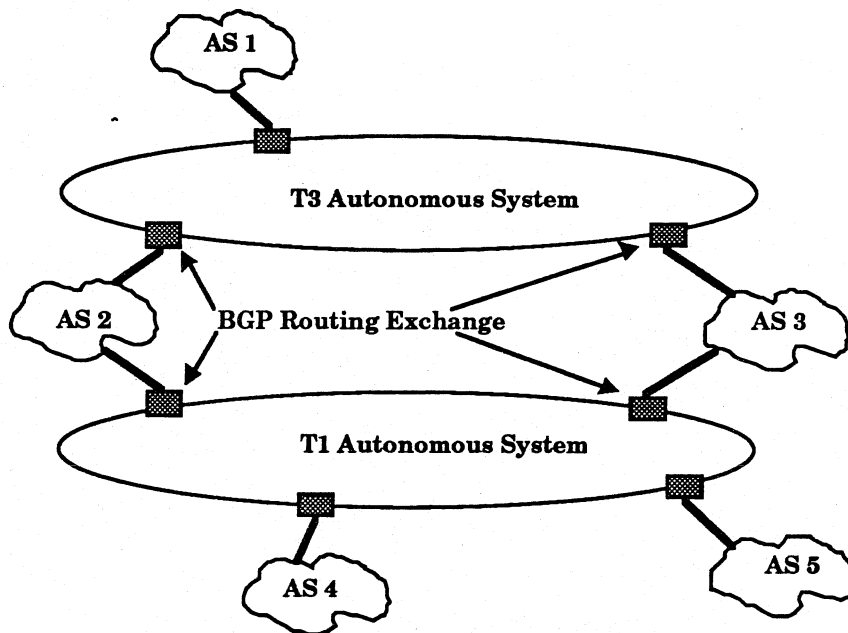 AS 1
T3 Autonomous System
AS 2
BGP Routing Exchange
AS 3
T1 Autonomous System
AS 4
AS 5